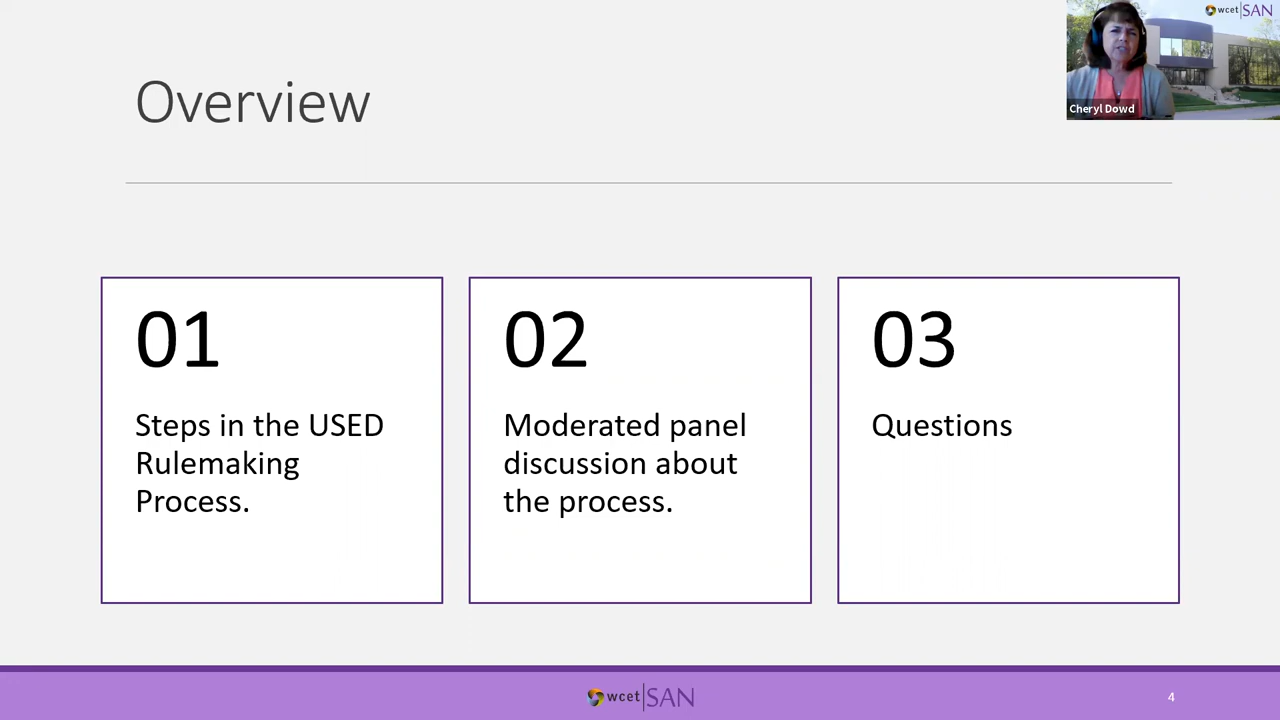 wcet SAN
Overview
Cheryl Dowd
01
Steps in the USED
Rulemaking
Process.
02
Moderated panel
discussion about
the process.
03
Questions
wcet SAN
4